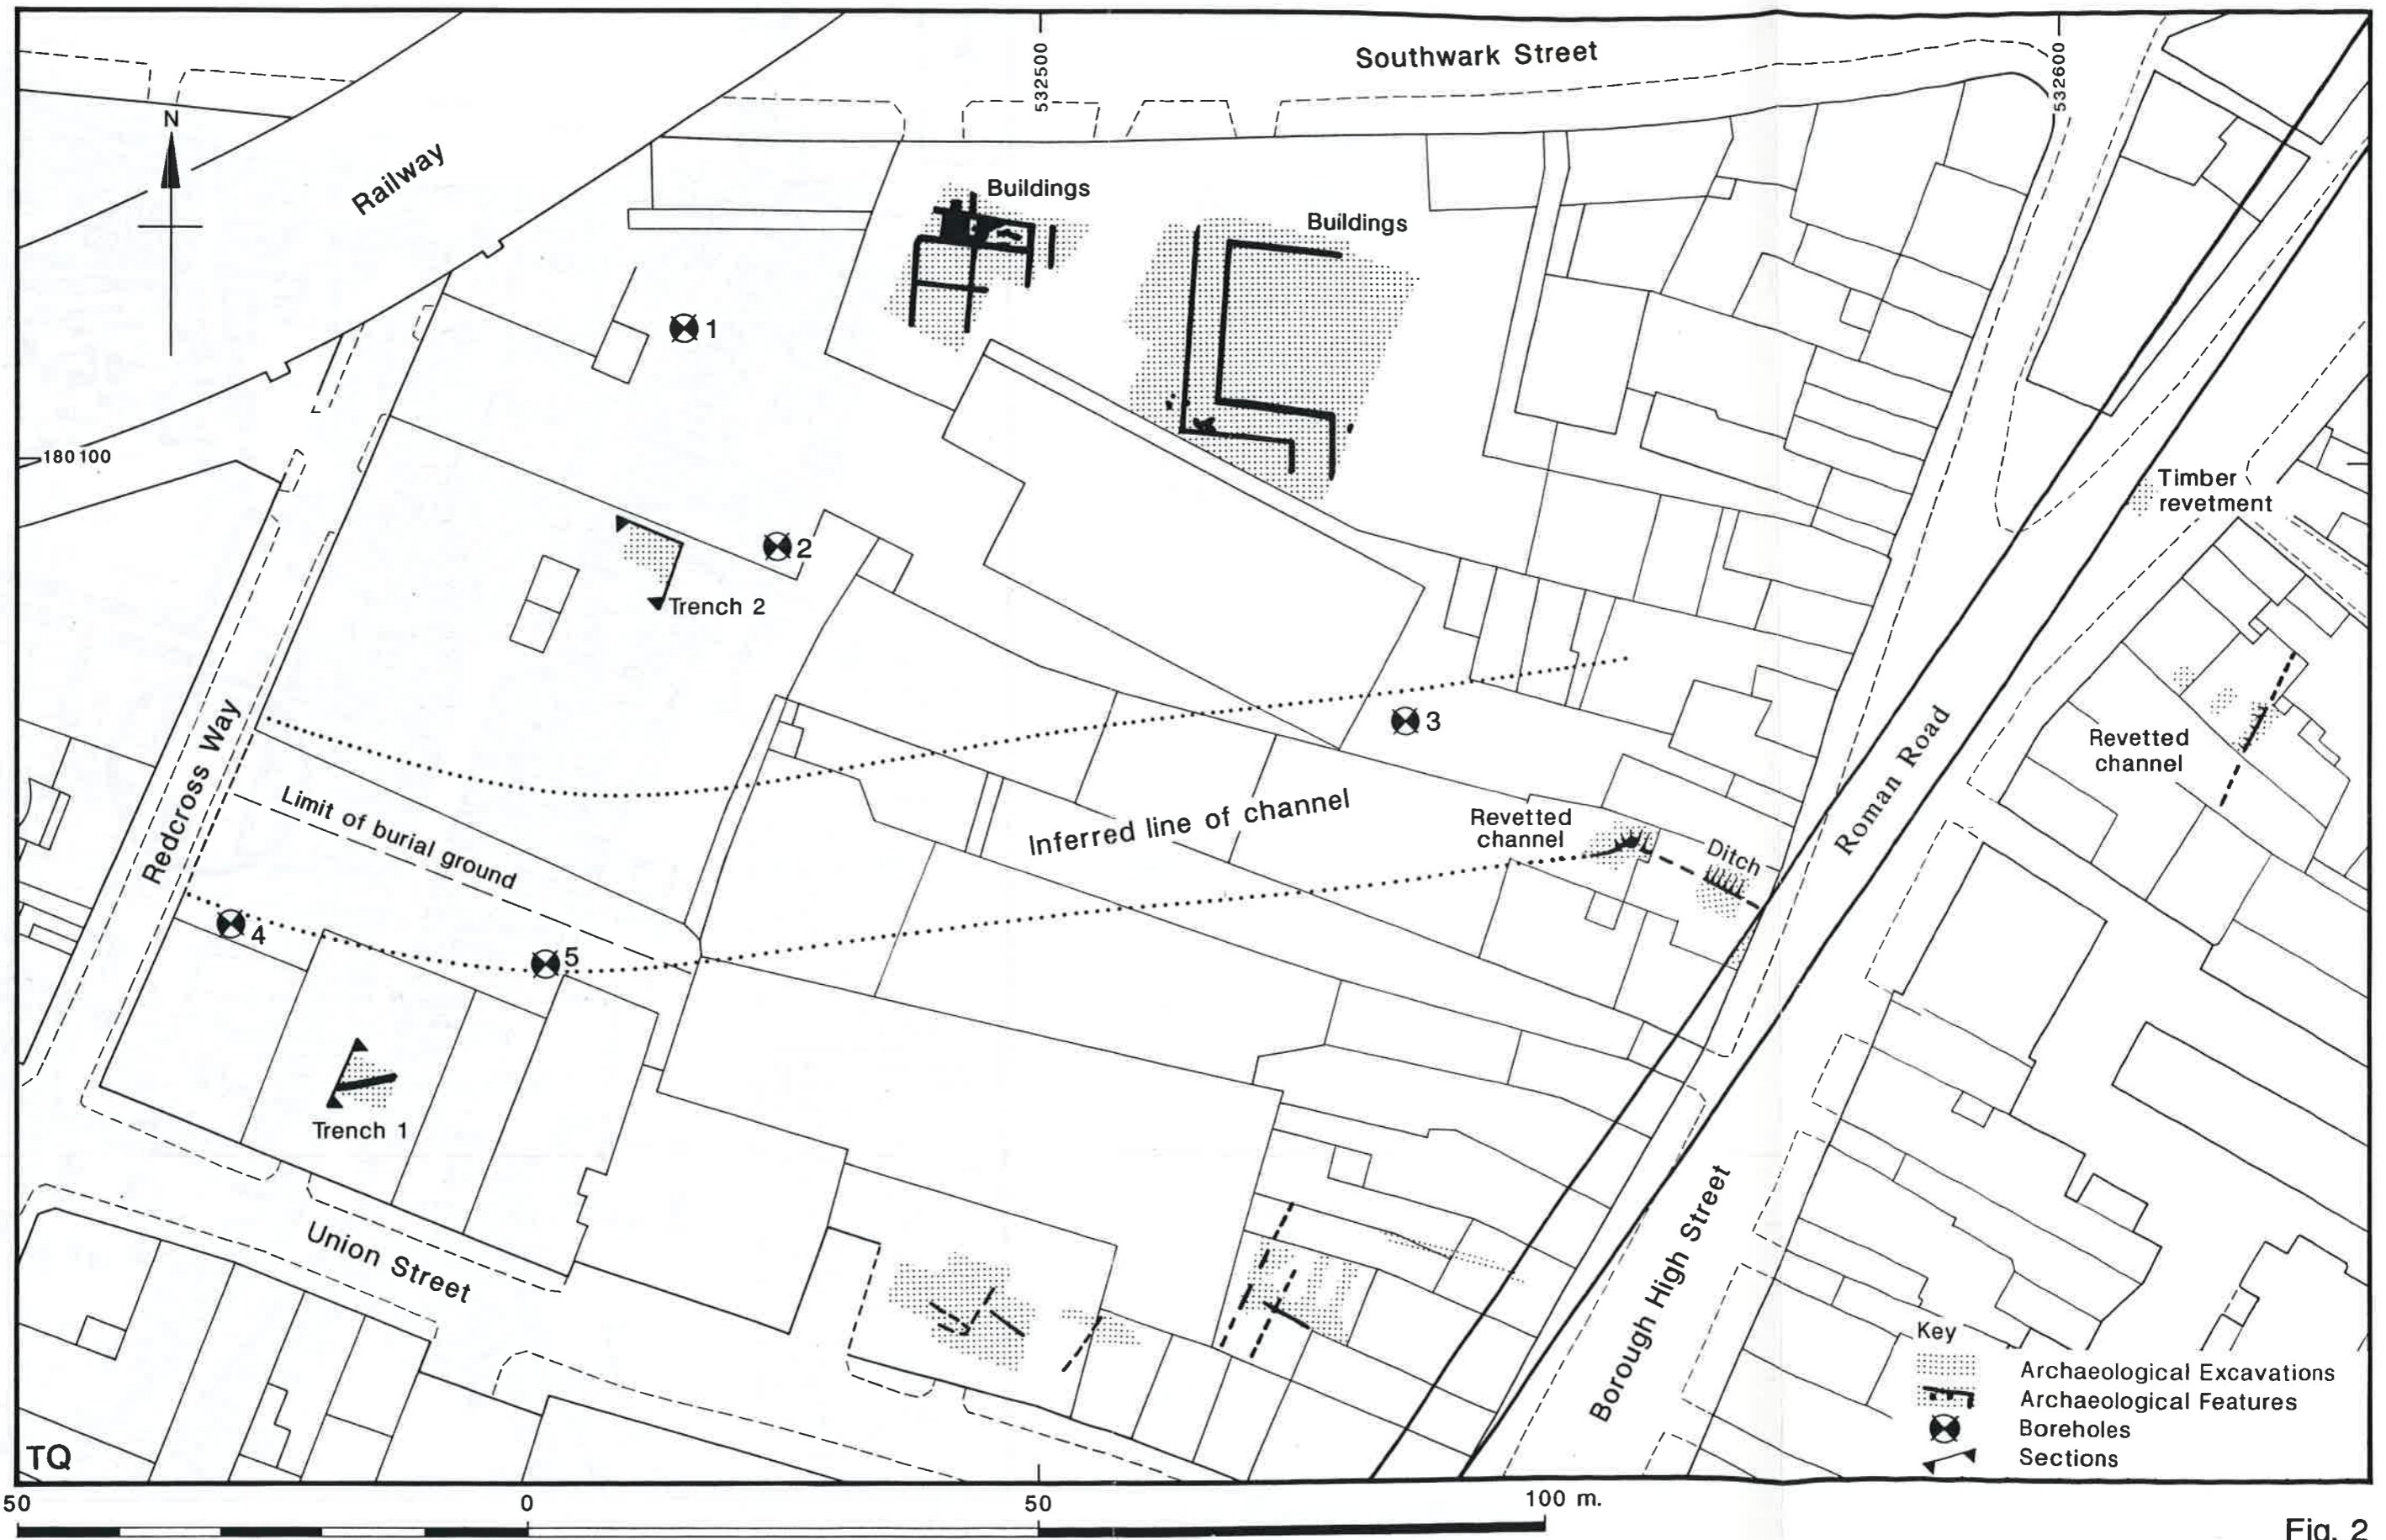 Southwark Street
532500
532600
N
Railway
Buildings
Buildings
1
180100
Timber
revetment
2
Trench 2
Redcross Way
3
Revetted
channel
Roman Road
Limit of burial ground
Inferred line of channel
Revetted
channel
Ditch
4
5
Trench 1
Union Street
Borough High Street
Key
Archaeological Excavations
Archaeological Features
Boreholes
Sections
TQ
50 0 50 100 m.
Fig. 2